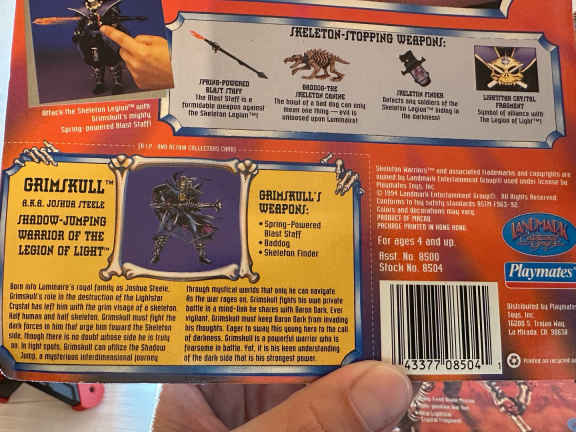 Attack the Skeleton Legion™ with
Grimskull's mighty
Spring-powered Blast Staff!
SKELETON-STOPPING WEAPONS:
SPRING-POWERED
BLAST STAFF
The Blast Staff is a
formidable weapon against
the Skeleton Legion™!
BADDOG-THE
SKELETON CANINE
The howl of a bad dog can only
mean one thing — evil is
unloosed upon Luminaire!
SKELETON FINDER
Detects any soldiers of the
Skeleton Legion™ hiding in
the darkness!
LIGHTSTAR CRYSTAL
FRAGMENT
Symbol of alliance with
The Legion of Light™!
CLIP AND RETAIN COLLECTORS CARD
GRIMSKULL™
A.K.A. JOSHUA STEELE
SHADOW-JUMPING
WARRIOR OF THE
LEGION OF LIGHT™
GRIMSKULL'S
WEAPONS:
• Spring-Powered
Blast Staff
• Baddog
• Skeleton Finder
Born into Luminaire's royal family as Joshua Steele,
Grimskull's role in the destruction of the Lightstar
Crystal has left him with the grim visage of a skeleton.
Half human and half skeleton, Grimskull must fight the
dark forces in him that urge him toward the Skeleton
side, though there is no doubt whose side he is truly
on. In light spots, Grimskull can utilize the Shadow
Jump, a mysterious interdimensional journey
through mystical worlds that only he can navigate.
As the war rages on, Grimskull fights his own private
battle in a mind-link he shares with Baron Dark. Ever
vigilant, Grimskull must keep Baron Dark from invading
his thoughts. Eager to sway this young hero to the call
of darkness, Grimskull is a powerful warrior who is
fearsome in battle. Yet, it is his keen understanding
of the dark side that is his strongest power.
Skeleton Warriors™ and associated trademarks and copyrights are
owned by Landmark Entertainment Group® used under license by
Playmates Toys, Inc.
© 1994 Landmark Entertainment Group®. All Rights Reserved.
Conforms to toy safety standards ASTM F963-92.
Colors and decorations may vary.
PRODUCT OF MACAO.
PACKAGE PRINTED IN HONG KONG.
For ages 4 and up.
Asst. No. 8500
Stock No. 8504
LANDMARK
Playmates
Distributed by Playmates
Toys, Inc.
16200 S. Trojan Way,
La Mirada, CA 90638
Printed on recycled
43377 08504 1